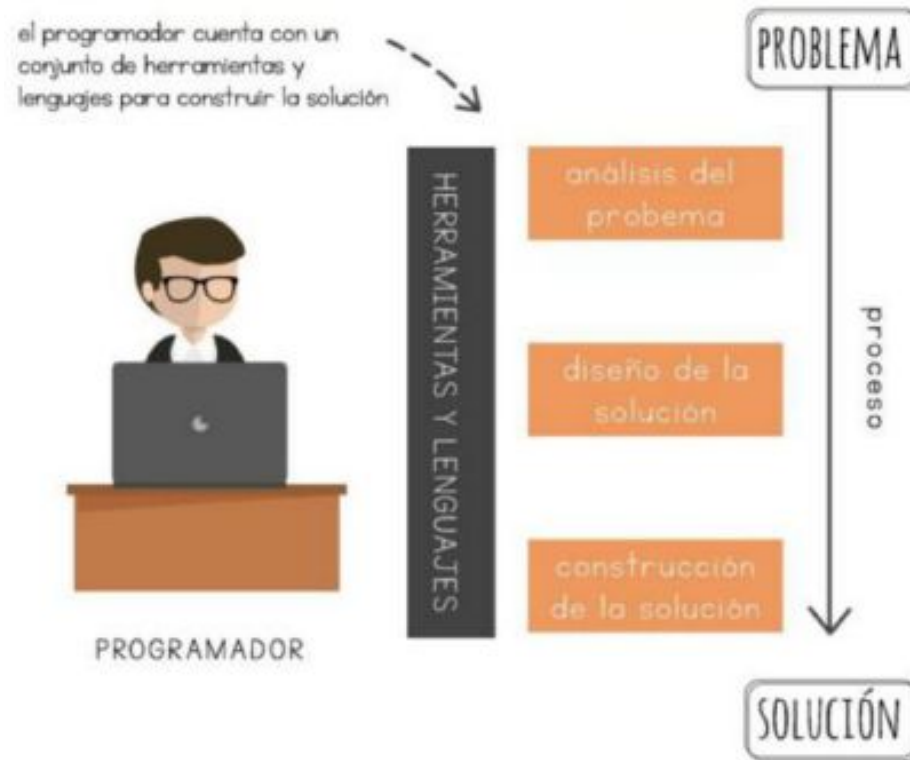 el programador cuenta con un
conjunto de herramientas y
lenguajes para construir la solución
PROBLEMA
HERRAMIENTAS Y LENGUAJES
análisis del
probema
diseño de la
solución
construcción
de la solución
proceso
PROGRAMADOR
SOLUCIÓN